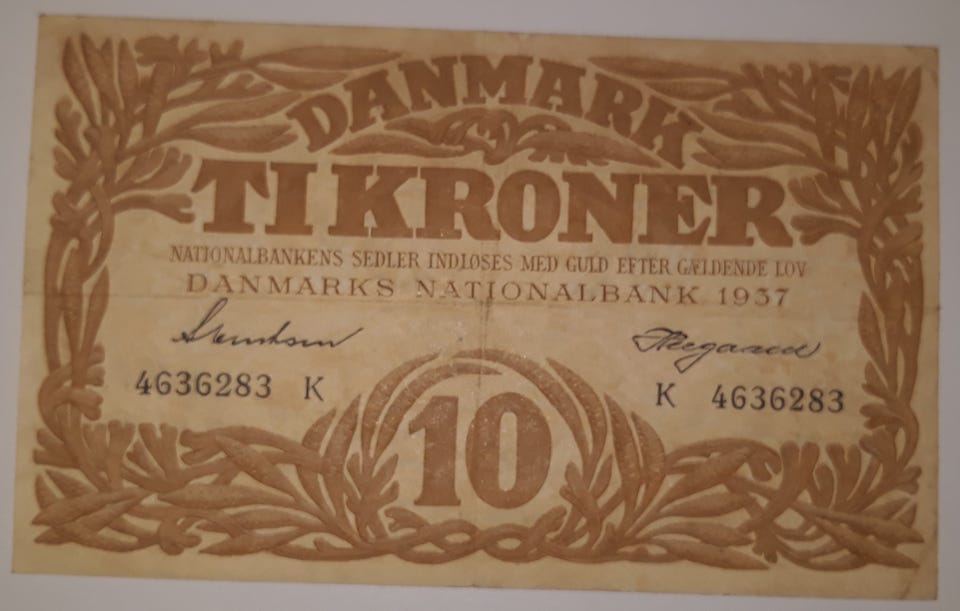 DANMARK
TI KRONER
NATIONALBANKENS SEDLER INDLØSES MED GULD EFTER GÆLDENDE LOV
DANMARKS NATIONALBANK 1937
4636283 K K 4636283
10